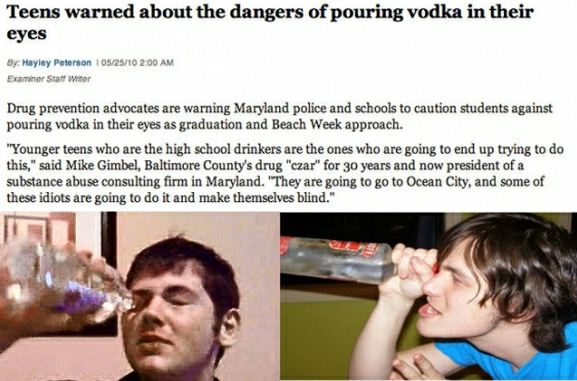 Teens warned about the dangers of pouring vodka in their
eyes
By: Hayley Peterson | 05/25/10 2:00 AM
Examiner Staff Writer
Drug prevention advocates are warning Maryland police and schools to caution students against
pouring vodka in their eyes as graduation and Beach Week approach.
"Younger teens who are the high school drinkers are the ones who are going to end up trying to do
this," said Mike Gimbel, Baltimore County's drug "czar" for 30 years and now president of a
substance abuse consulting firm in Maryland. "They are going to go to Ocean City, and some of
these idiots are going to do it and make themselves blind."